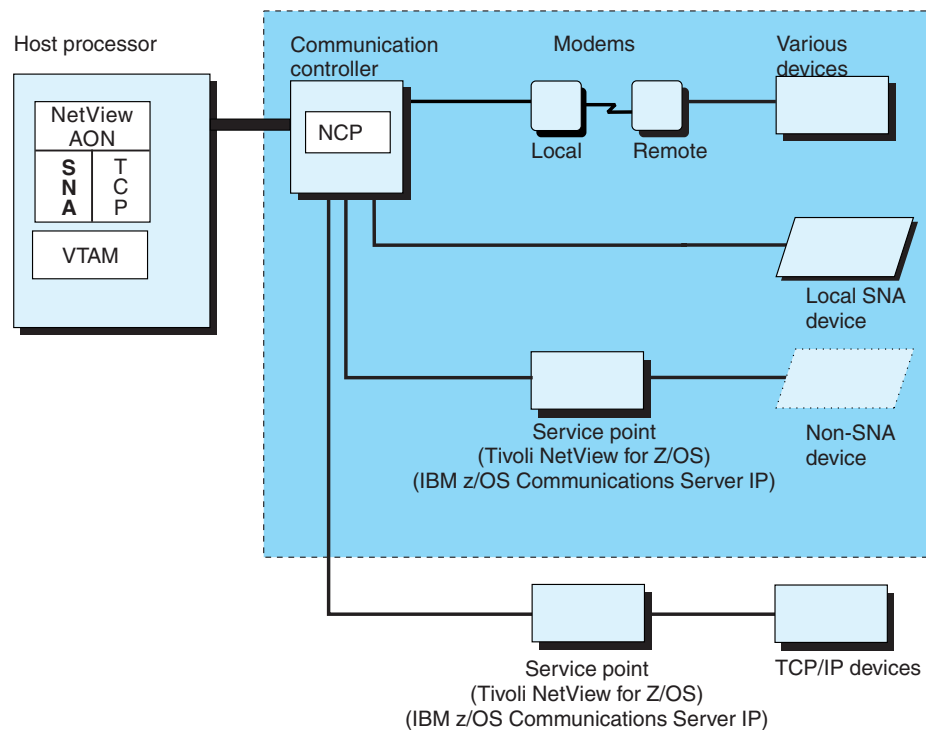 Host processor
NetView
AON
S
N
A
T
C
P
VTAM
Communication
controller
NCP
Modems
Local
Remote
Various
devices
Local SNA
device
Service point
(Tivoli NetView for Z/OS)
(IBM z/OS Communications Server IP)
Non-SNA
device
Service point
(Tivoli NetView for Z/OS)
(IBM z/OS Communications Server IP)
TCP/IP devices